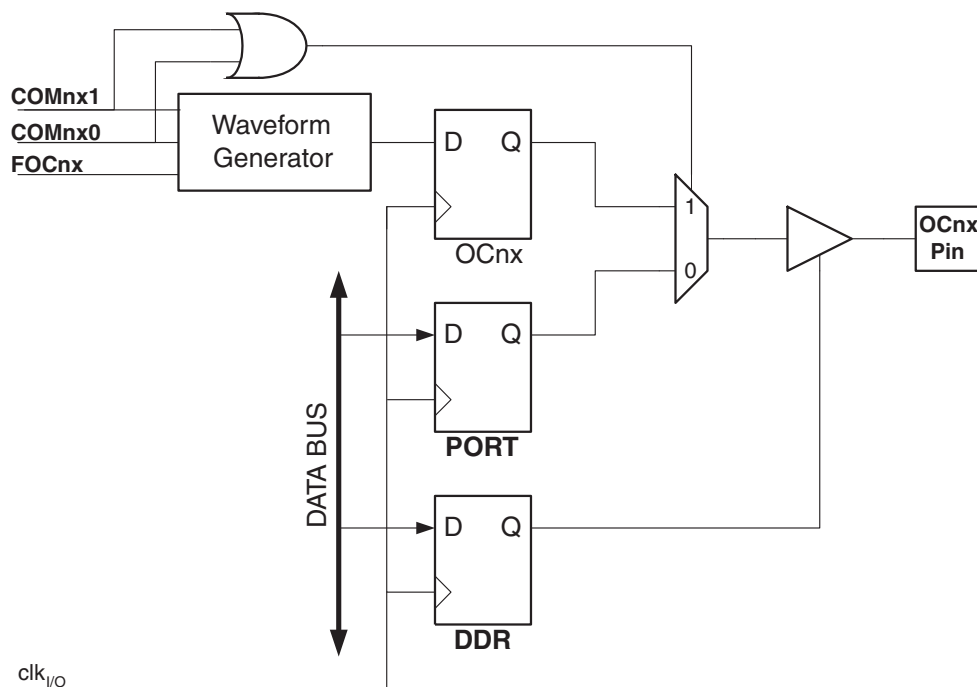 COMnx1
COMnx0
FOCnx
Waveform
Generator
D Q
OCnx
1
0
OCnx
Pin
D Q
PORT
DATA BUS
D Q
DDR
clkI/O